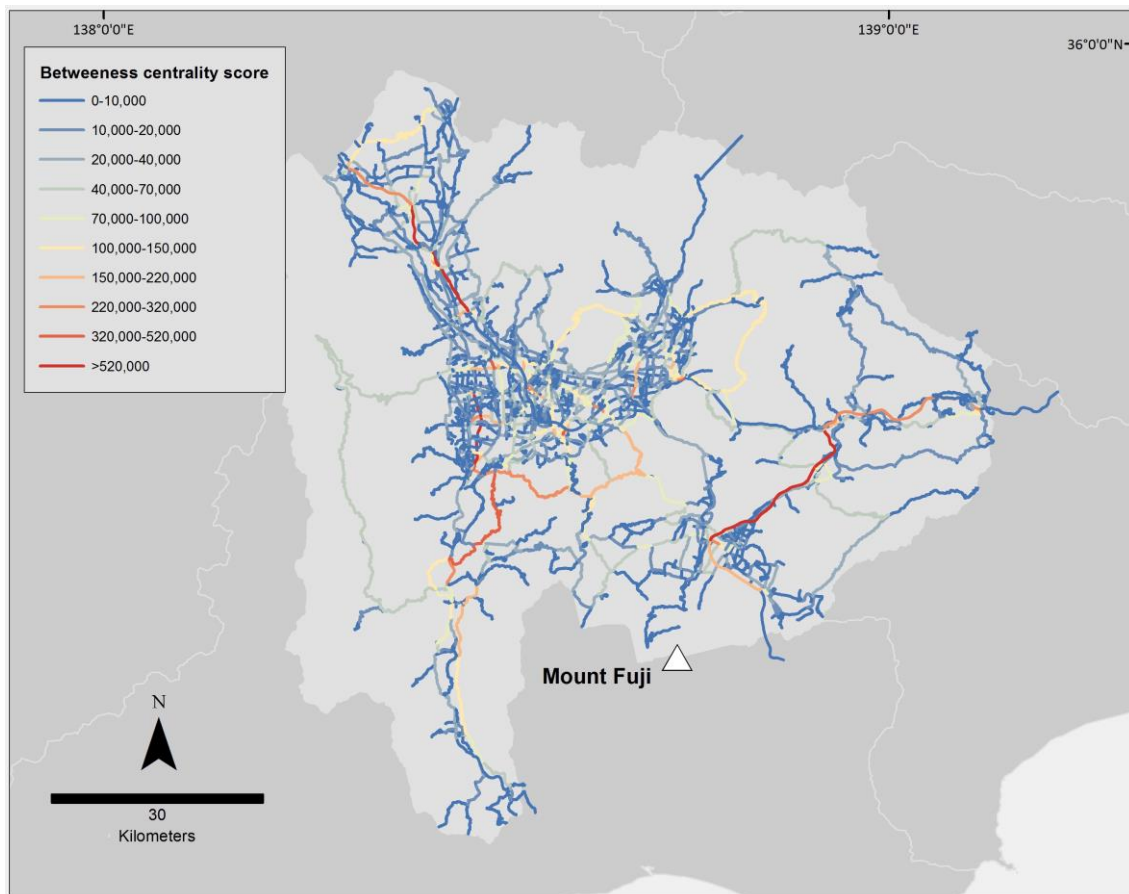 138°0'0"E
139°0'0"E
36°0'0"N
Betweeness centrality score
0-10,000
10,000-20,000
20,000-40,000
40,000-70,000
70,000-100,000
100,000-150,000
150,000-220,000
220,000-320,000
320,000-520,000
>520,000
Mount Fuji
N
30
Kilometers